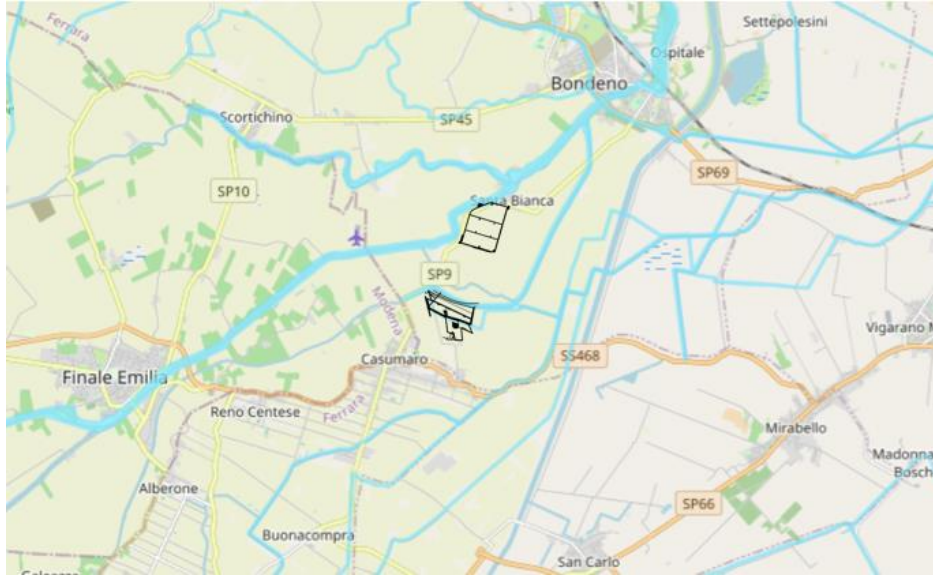 Settepolesini
Ferrara
Ospitale
Bondeno
Scortichino
SP45
SP69
SP10
Santa Bianca
SP9
Modena
Vigarano M
Casumaro
SS468
Finale Emilia
Ferrara
Reno Centese
Mirabello
Madonna
Bosch
Alberone
SP66
Buonacompra
San Carlo